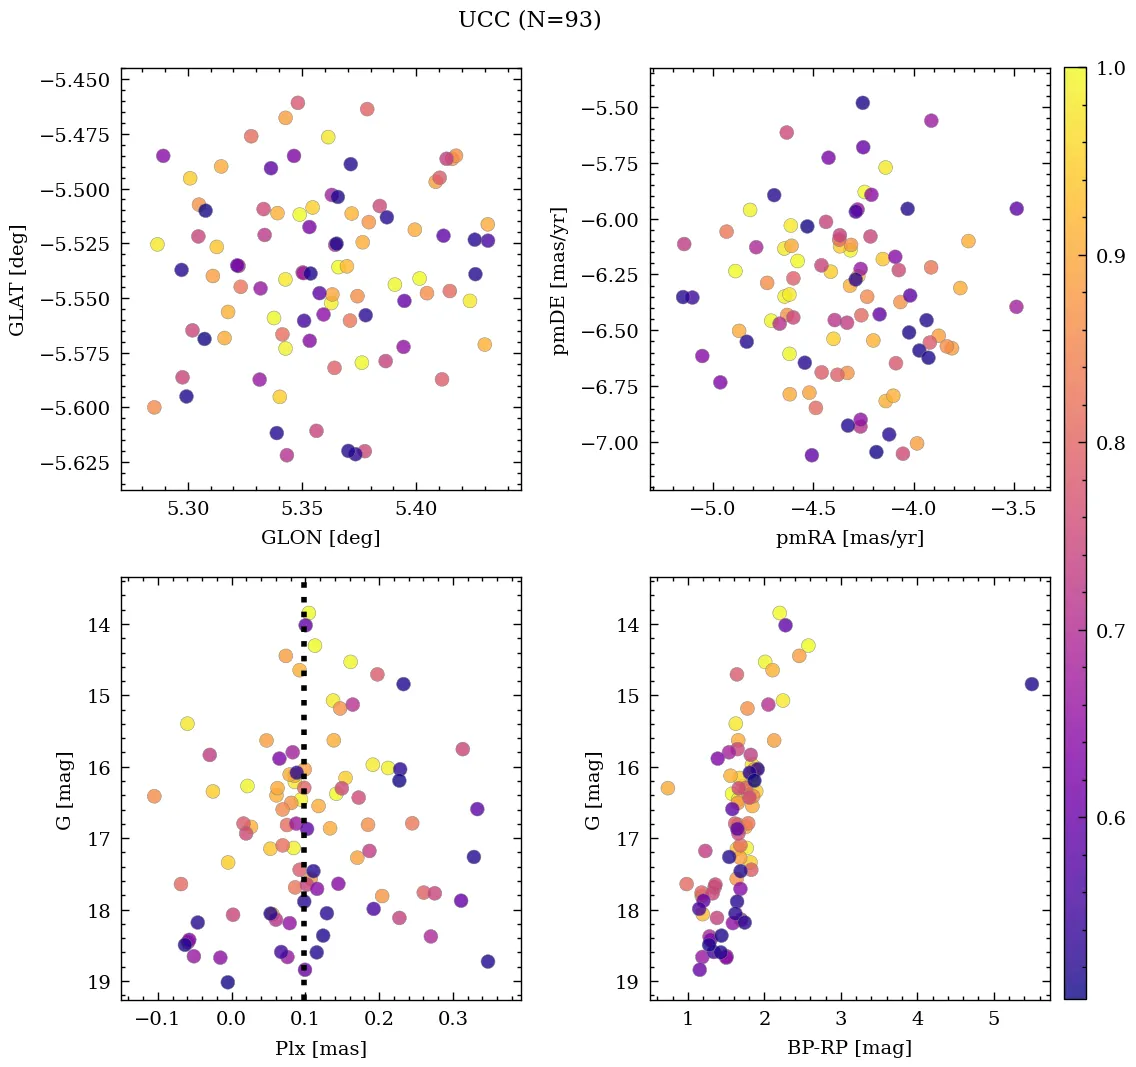 UCC (N=93)
−5.450
−5.475
−5.500
−5.525
−5.550
−5.575
−5.600
−5.625
GLAT [deg]
5.30 5.35 5.40
GLON [deg]
−5.50
−5.75
−6.00
−6.25
−6.50
−6.75
−7.00
pmDE [mas/yr]
−5.0 −4.5 −4.0 −3.5
pmRA [mas/yr]
1.0
0.9
0.8
0.7
0.6
14
15
16
17
18
19
G [mag]
−0.1 0.0 0.1 0.2 0.3
Plx [mas]
14
15
16
17
18
19
G [mag]
1 2 3 4 5
BP-RP [mag]